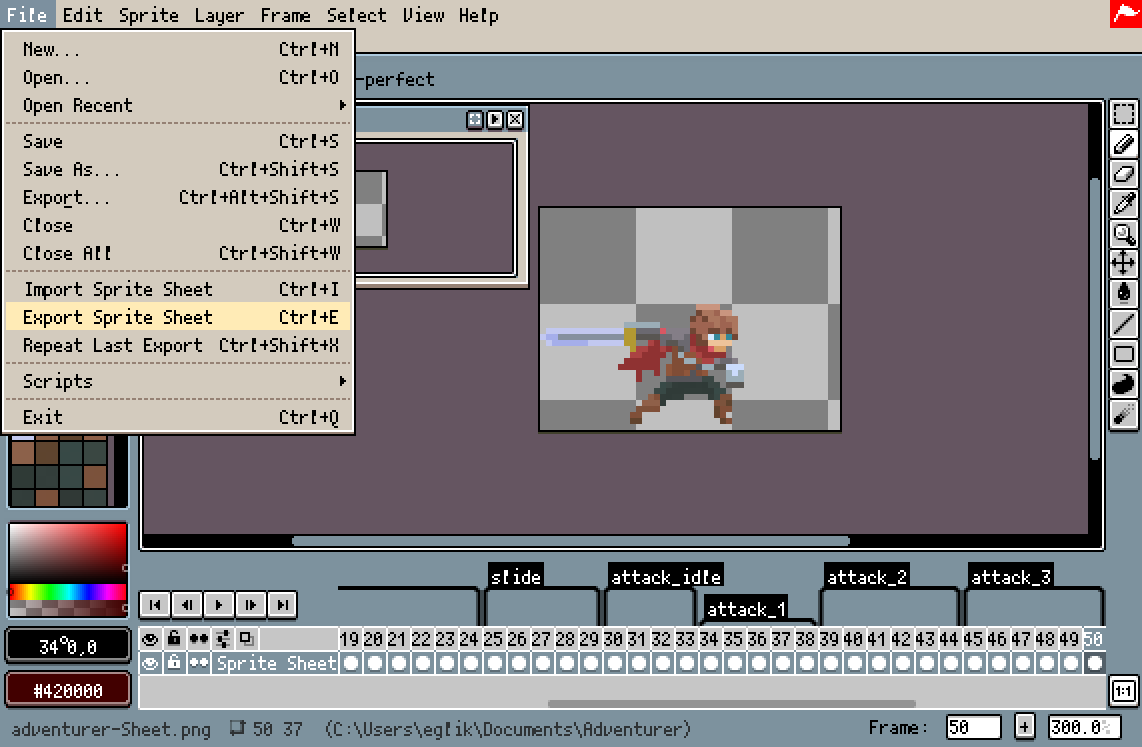 File Edit Sprite Layer Frame Select View Help
New... Ctrl+N
Open... Ctrl+O
Open Recent
-perfect
Save Ctrl+S
Save As... Ctrl+Shift+S
Export... Ctrl+Alt+Shift+S
Close Ctrl+W
Close All Ctrl+Shift+W
Import Sprite Sheet Ctrl+I
Export Sprite Sheet Ctrl+E
Repeat Last Export Ctrl+Shift+X
Scripts
Exit Ctrl+Q
slide attack_idle attack_2 attack_3
attack_1
19 20 21 22 23 24 25 26 27 28 29 30 31 32 33 34 35 36 37 38 39 40 41 42 43 44 45 46 47 48 49 50
Sprite Sheet
34°0,0
#420000
1:1
adventurer-Sheet.png 50 37 (C:\Users\eglik\Documents\Adventurer) Frame: 50 + 300.0%